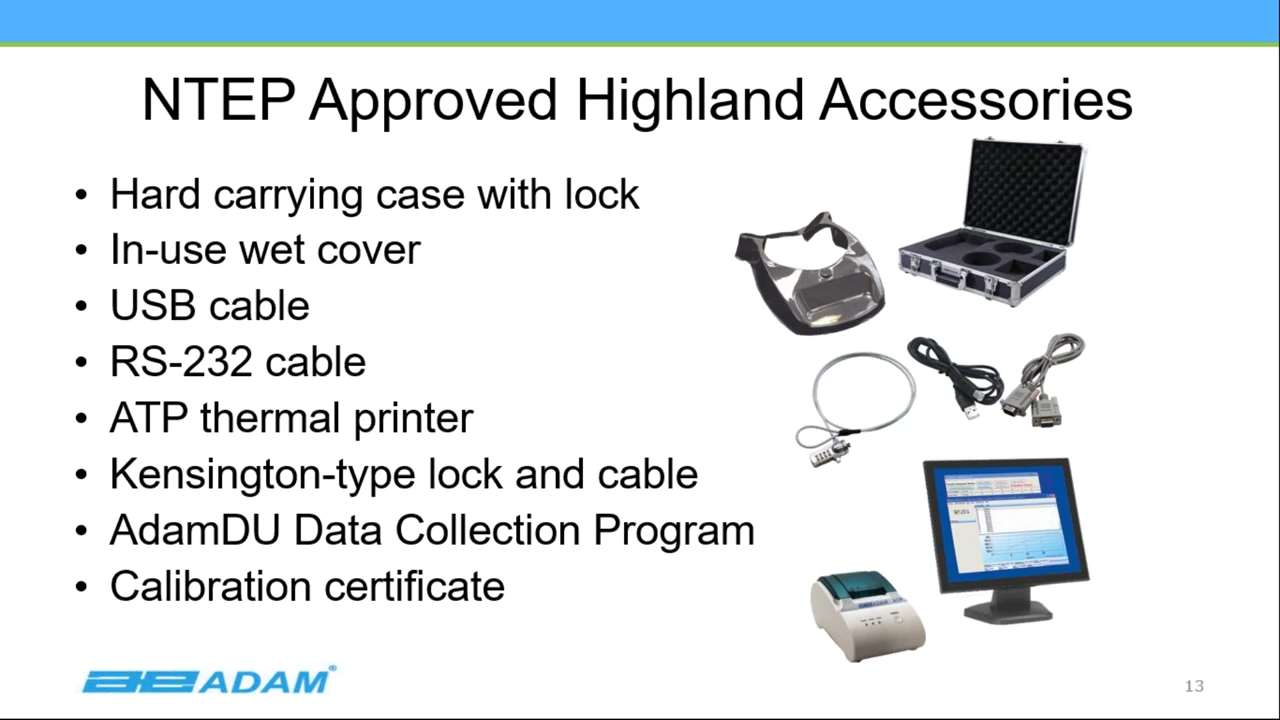 NTEP Approved Highland Accessories
• Hard carrying case with lock
• In-use wet cover
• USB cable
• RS-232 cable
• ATP thermal printer
• Kensington-type lock and cable
• AdamDU Data Collection Program
• Calibration certificate
ADAM
ADAM®
13